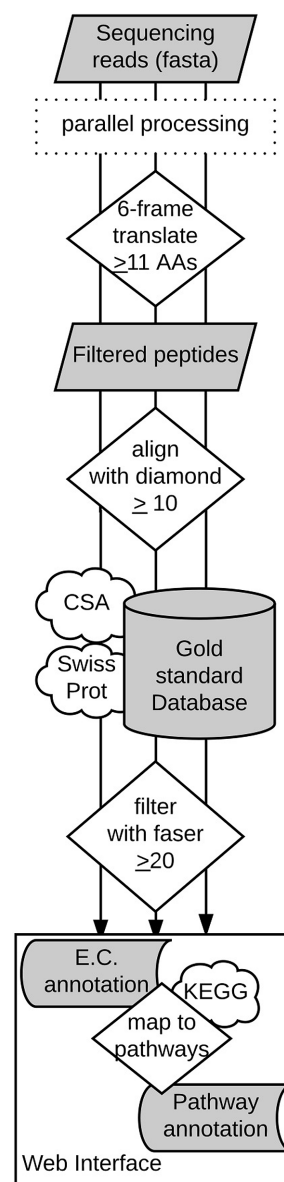 Sequencing
reads (fasta)
parallel processing
6-frame
translate
≥11 AAs
Filtered peptides
align
with diamond
≥ 10
CSA
Swiss
Prot
Gold
standard
Database
filter
with faser
≥20
E.C.
annotation
KEGG
map to
pathways
Pathway
annotation
Web Interface